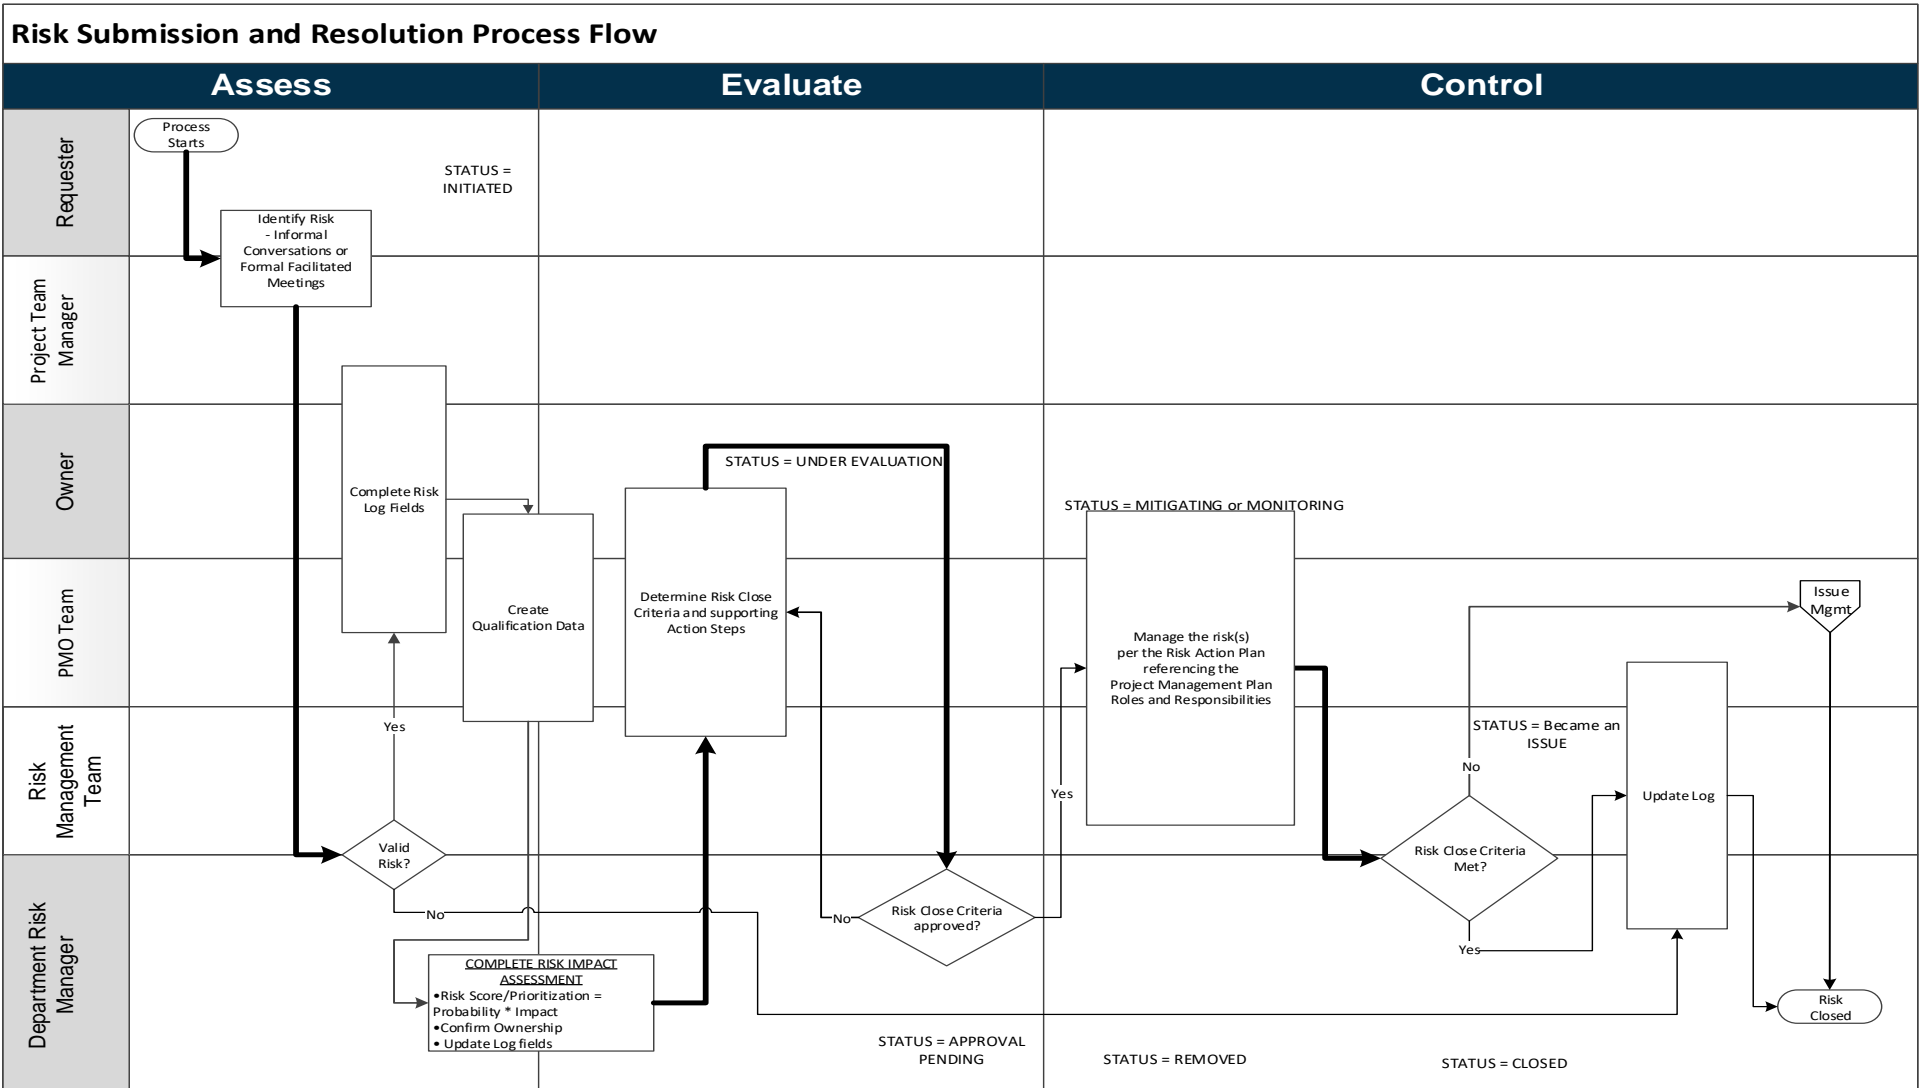 Risk Submission and Resolution Process Flow
Assess
Evaluate
Control
Requester
Process
Starts
STATUS =
INITIATED
Identify Risk
- Informal
Conversations or
Formal Facilitated
Meetings
Project Team
Manager
Owner
Complete Risk
Log Fields
STATUS = UNDER EVALUATION
STATUS = MITIGATING or MONITORING
PMO Team
Create
Qualification Data
Determine Risk Close
Criteria and supporting
Action Steps
Manage the risk(s)
per the Risk Action Plan
referencing the
Project Management Plan
Roles and Responsibilities
Issue
Mgmt
Risk
Management
Team
Yes
Valid
Risk?
Yes
STATUS = Became an
ISSUE
No
Update Log
Risk Close Criteria
Met?
Department Risk
Manager
No
No
Risk Close Criteria
approved?
Yes
COMPLETE RISK IMPACT
ASSESSMENT
•Risk Score/Prioritization =
Probability * Impact
•Confirm Ownership
• Update Log fields
Risk
Closed
STATUS = APPROVAL
PENDING
STATUS = REMOVED
STATUS = CLOSED